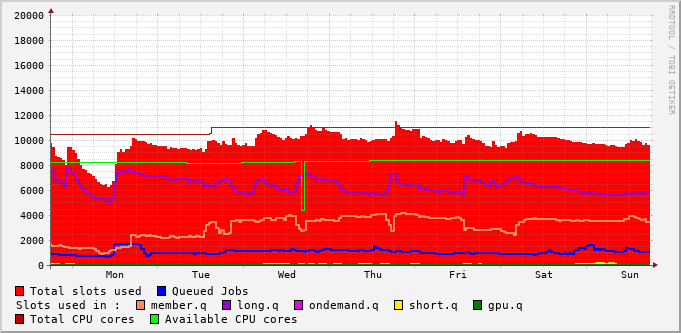 20000
18000
16000
14000
12000
10000
8000
6000
4000
2000
0
Mon Tue Wed Thu Fri Sat Sun
Total slots used Queued Jobs
Slots used in : member.q long.q ondemand.q short.q gpu.q
Total CPU cores Available CPU cores
RRDTOOL / TOBI OETIKER